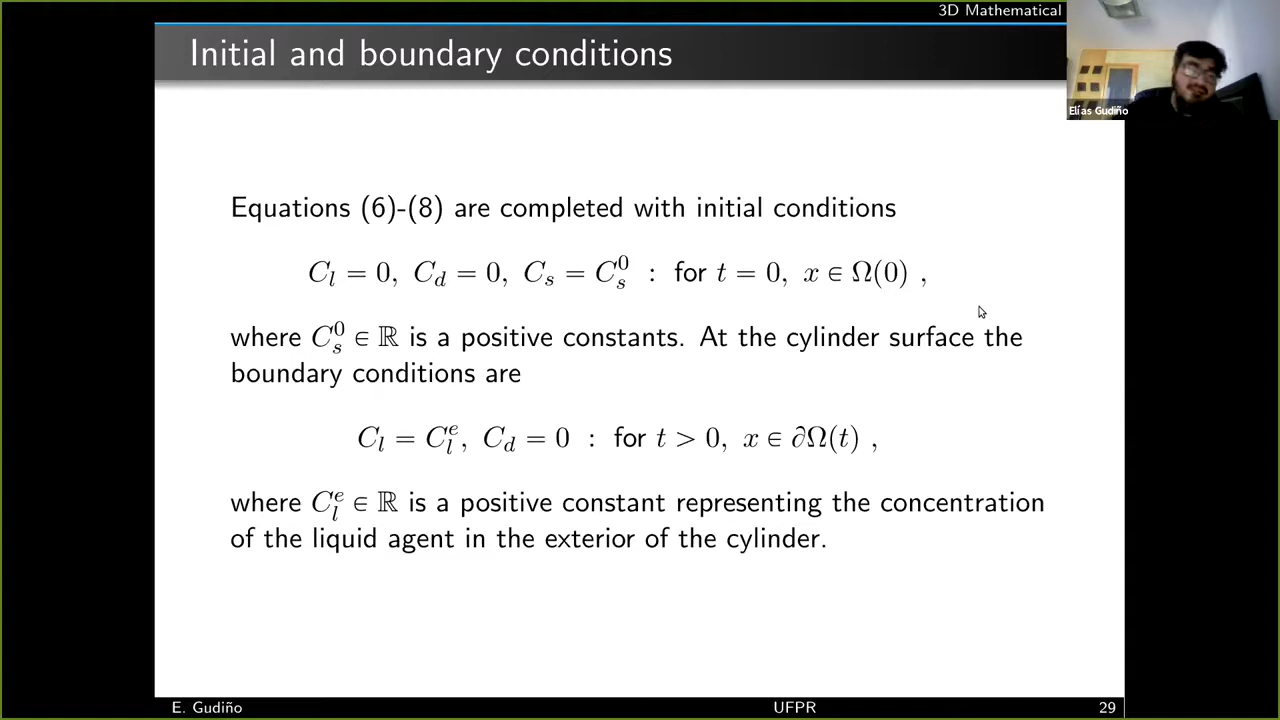 3D Mathematical
Initial and boundary conditions
Elías Gudiño
Equations (6)-(8) are completed with initial conditions
C_l = 0, C_d = 0, C_s = C_s^0 : for t = 0, x ∈ Ω(0) ,
where C_s^0 ∈ ℝ is a positive constants. At the cylinder surface the
boundary conditions are
C_l = C_l^e, C_d = 0 : for t > 0, x ∈ ∂Ω(t) ,
where C_l^e ∈ ℝ is a positive constant representing the concentration
of the liquid agent in the exterior of the cylinder.
E. Gudiño UFPR 29